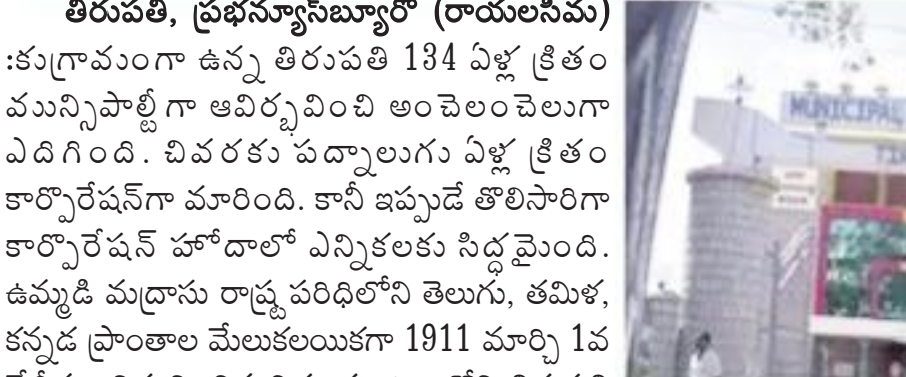 తిరుపతి, ప్రభన్యూస్‌బ్యూరో (రాయలసీమ)
:కుగ్రామంగా ఉన్న తిరుపతి 134 ఏళ్ల క్రితం
మున్సిపాల్టీగా ఆవిర్భవించి అంచెలంచెలుగా
ఎదిగింది. చివరకు పద్నాలుగు ఏళ్ల క్రితం
కార్పొరేషన్‌గా మారింది. కానీ ఇప్పుడే తొలిసారిగా
కార్పొరేషన్ హోదాలో ఎన్నికలకు సిద్ధమైంది.
ఉమ్మడి మద్రాసు రాష్ట్ర పరిధిలోని తెలుగు, తమిళ,
కన్నడ ప్రాంతాల మేలుకలయికగా 1911 మార్చి 1వ
MUNICIPAL